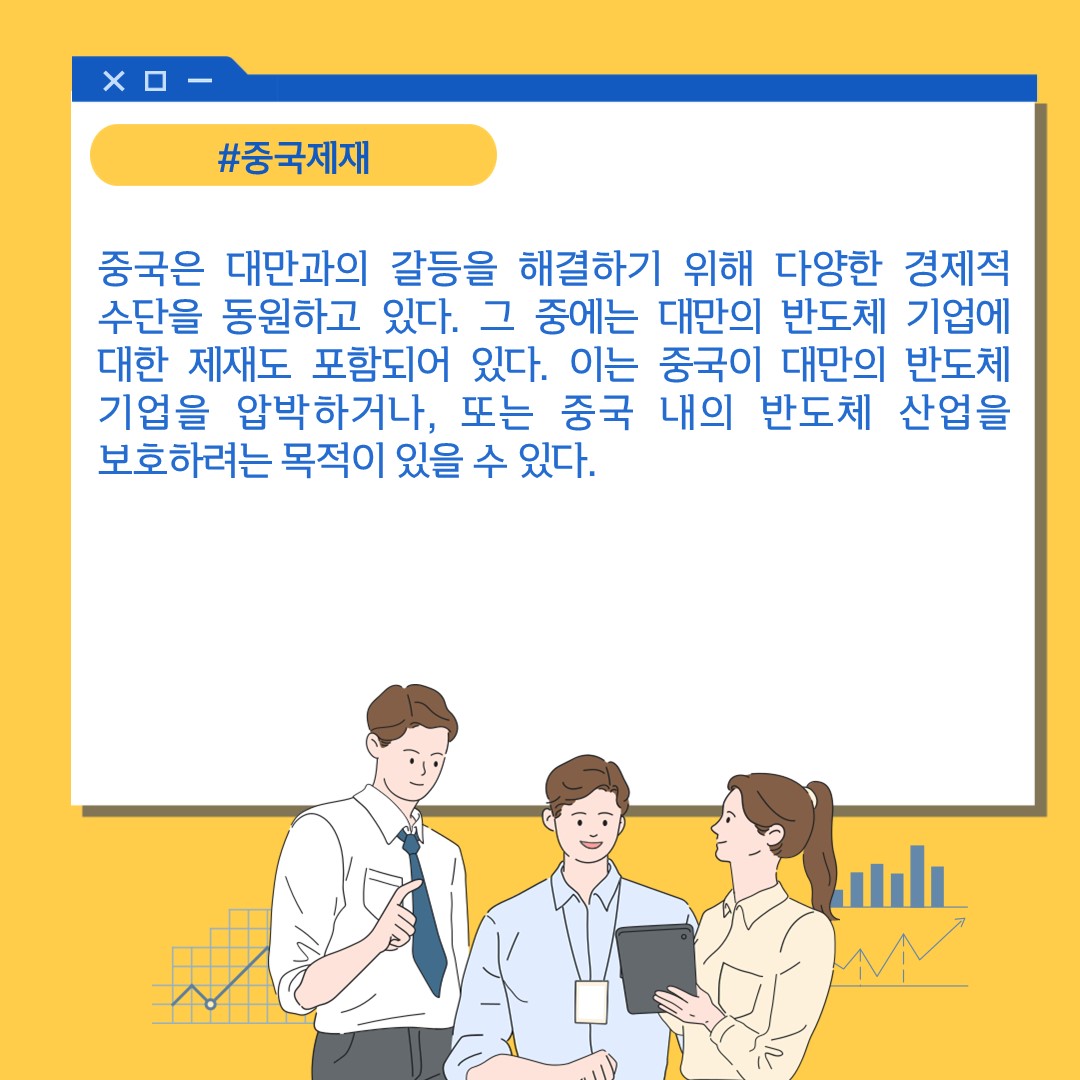 #중국제재
중국은 대만과의 갈등을 해결하기 위해 다양한 경제적
수단을 동원하고 있다. 그 중에는 대만의 반도체 기업에
대한 제재도 포함되어 있다. 이는 중국이 대만의 반도체
기업을 압박하거나, 또는 중국 내의 반도체 산업을
보호하려는 목적이 있을 수 있다.